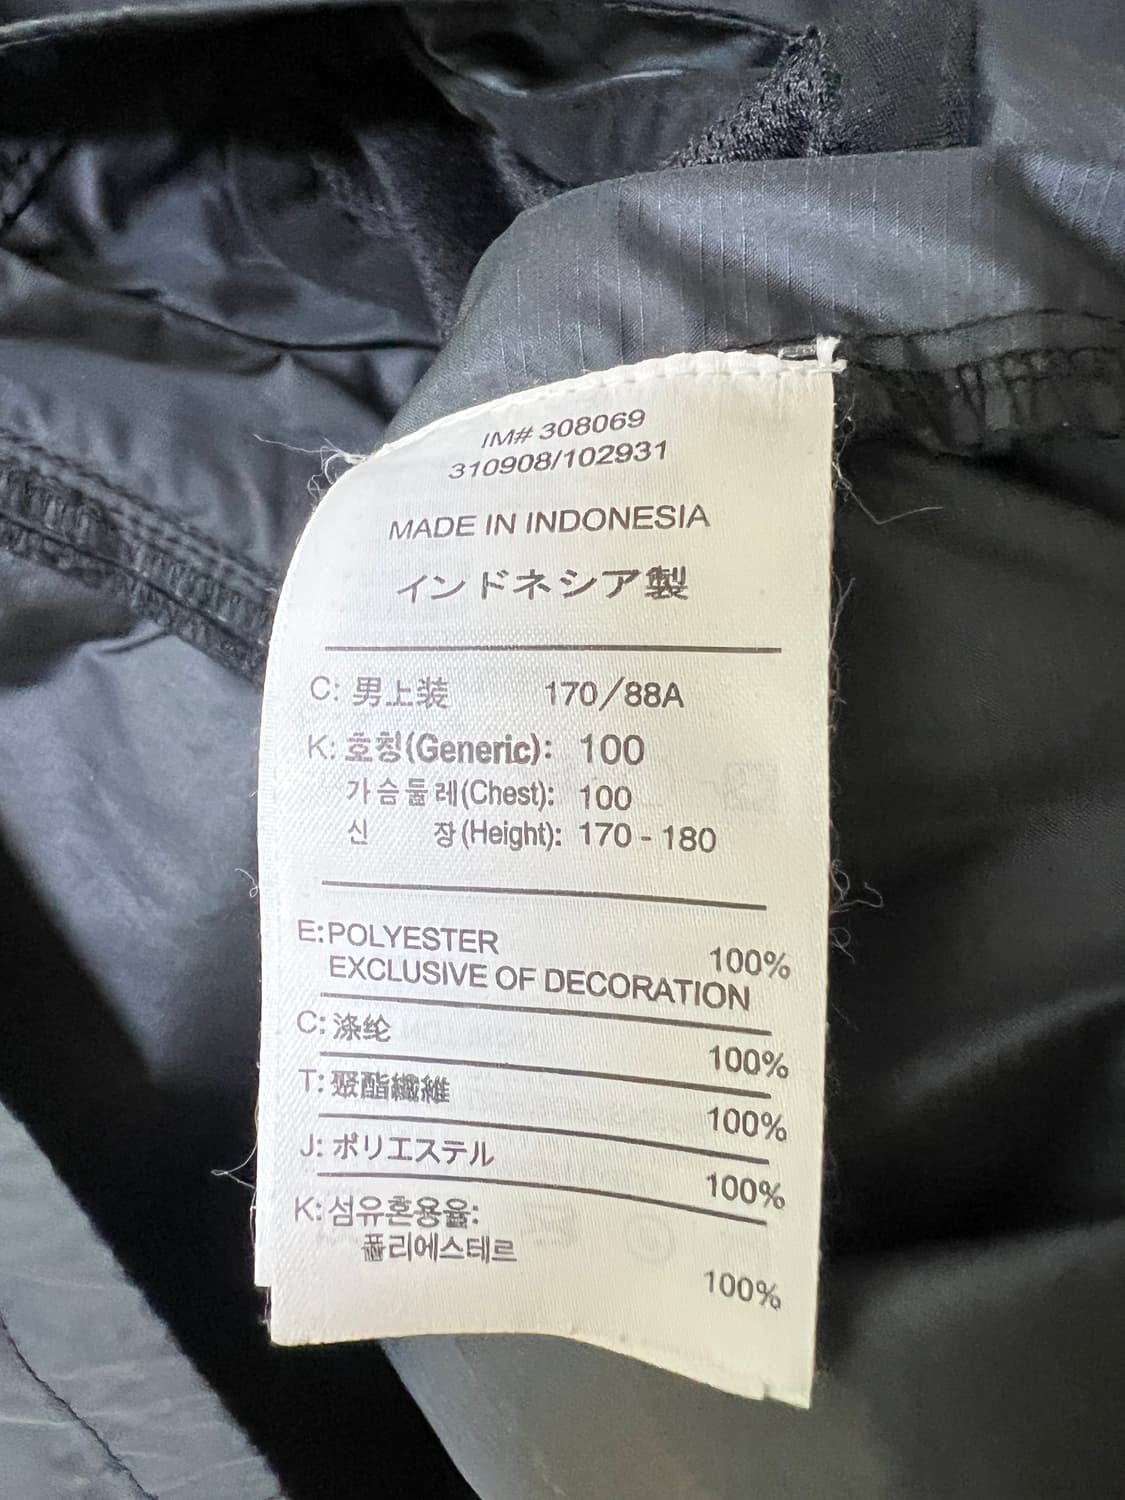 IM# 308069
310908/102931
MADE IN INDONESIA
インドネシア製
C: 男上装 170/88A
K: 호칭(Generic): 100
가슴둘레(Chest): 100
신 장(Height): 170 - 180
E:POLYESTER 100%
EXCLUSIVE OF DECORATION
C: 涤纶 100%
T: 聚酯纖維 100%
J: ポリエステル 100%
K: 섬유혼용율:
폴리에스테르 100%